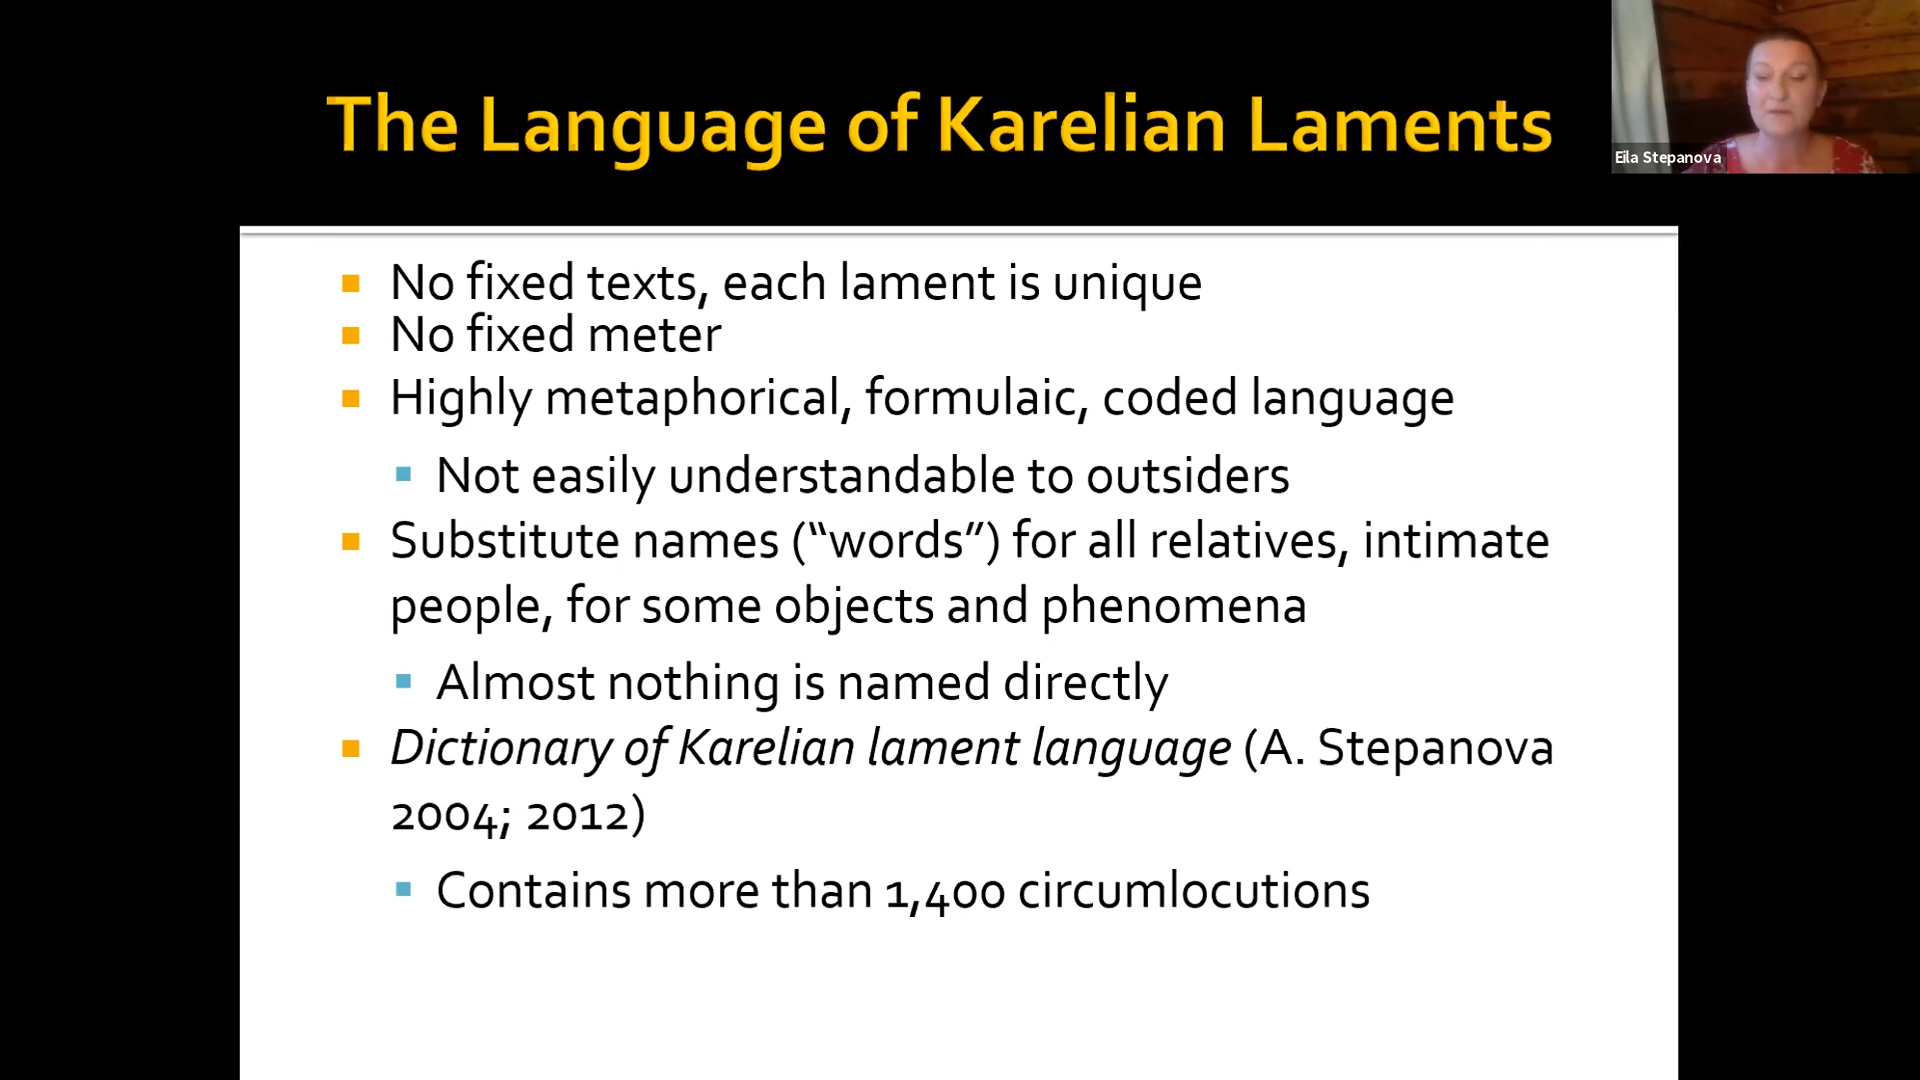 The Language of Karelian Laments
Eila Stepanova
No fixed texts, each lament is unique
No fixed meter
Highly metaphorical, formulaic, coded language
Not easily understandable to outsiders
Substitute names (“words”) for all relatives, intimate
people, for some objects and phenomena
Almost nothing is named directly
Dictionary of Karelian lament language (A. Stepanova
2004; 2012)
Contains more than 1,400 circumlocutions